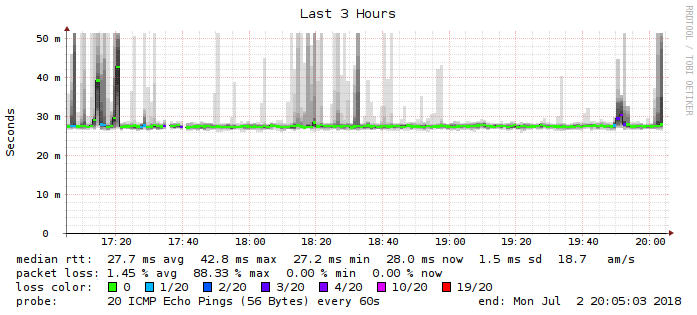 Last 3 Hours
RRDTOOL / TOBI OETIKER
Seconds
50 m
40 m
30 m
20 m
10 m
0
17:20 17:40 18:00 18:20 18:40 19:00 19:20 19:40 20:00
median rtt: 27.7 ms avg 42.8 ms max 27.2 ms min 28.0 ms now 1.5 ms sd 18.7 am/s
packet loss: 1.45 % avg 88.33 % max 0.00 % min 0.00 % now
loss color: 0 1/20 2/20 3/20 4/20 10/20 19/20
probe: 20 ICMP Echo Pings (56 Bytes) every 60s end: Mon Jul 2 20:05:03 2018